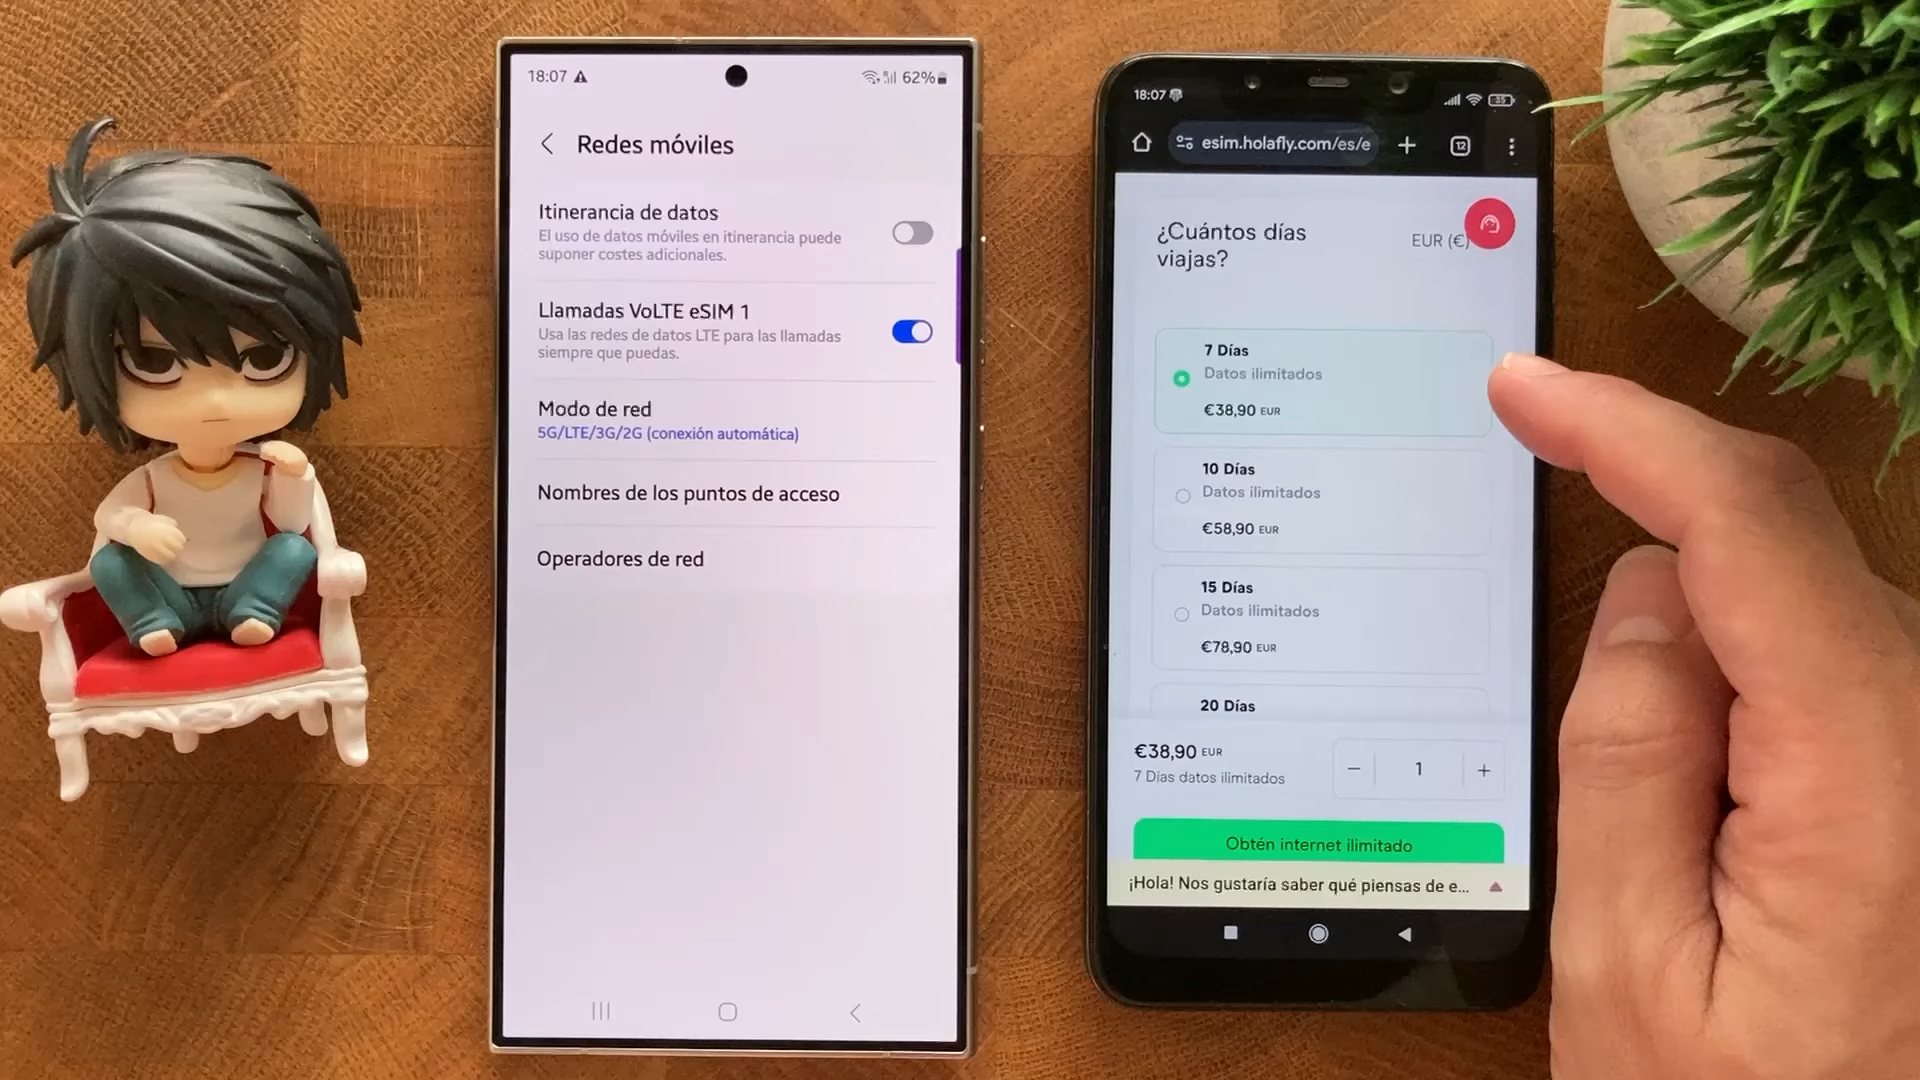 18:07
62%
Redes móviles
Itinerancia de datos
El uso de datos móviles en itinerancia puede
suponer costes adicionales.
Llamadas VoLTE eSIM 1
Usa las redes de datos LTE para las llamadas
siempre que puedas.
Modo de red
5G/LTE/3G/2G (conexión automática)
Nombres de los puntos de acceso
Operadores de red
18:07
35
esim.holafly.com/es/e
12
¿Cuántos días
viajas?
EUR (€)
7 Días
Datos ilimitados
€38,90 EUR
10 Días
Datos ilimitados
€58,90 EUR
15 Días
Datos ilimitados
€78,90 EUR
20 Días
€38,90 EUR
7 Días datos ilimitados
− 1 +
Obtén internet ilimitado
¡Hola! Nos gustaría saber qué piensas de e...